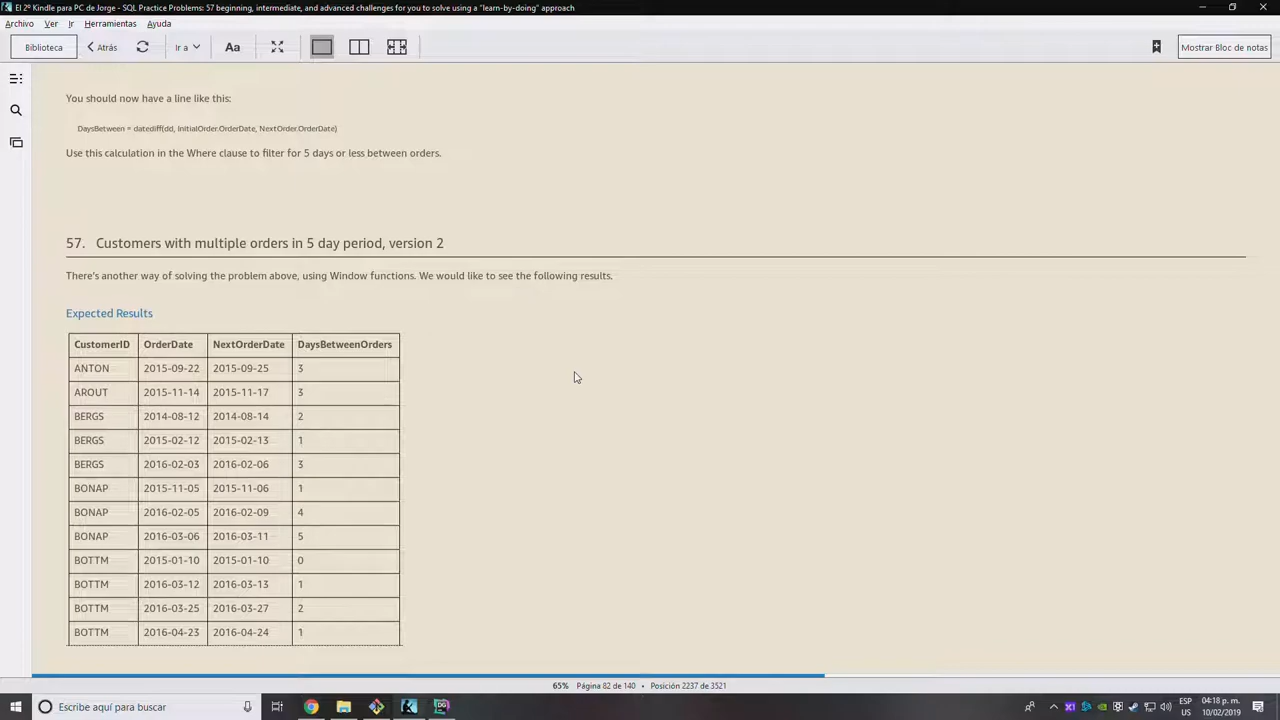 El 2º Kindle para PC de Jorge - SQL Practice Problems: 57 beginning, intermediate, and advanced challenges for you to solve using a “learn-by-doing” approach
Archivo Ver Ir Herramientas Ayuda
Biblioteca Atrás Ir a Aa Mostrar Bloc de notas
You should now have a line like this:
DaysBetween = datediff(dd, InitialOrder.OrderDate, NextOrder.OrderDate)
Use this calculation in the Where clause to filter for 5 days or less between orders.
57. Customers with multiple orders in 5 day period, version 2
There's another way of solving the problem above, using Window functions. We would like to see the following results.
Expected Results
CustomerID OrderDate NextOrderDate DaysBetweenOrders
ANTON 2015-09-22 2015-09-25 3
AROUT 2015-11-14 2015-11-17 3
BERGS 2014-08-12 2014-08-14 2
BERGS 2015-02-12 2015-02-13 1
BERGS 2016-02-03 2016-02-06 3
BONAP 2015-11-05 2015-11-06 1
BONAP 2016-02-05 2016-02-09 4
BONAP 2016-03-06 2016-03-11 5
BOTTM 2015-01-10 2015-01-10 0
BOTTM 2016-03-12 2016-03-13 1
BOTTM 2016-03-25 2016-03-27 2
BOTTM 2016-04-23 2016-04-24 1
65% Página 82 de 140 • Posición 2237 de 3521
Escribe aquí para buscar
ESP 04:18 p. m.
US 10/02/2019